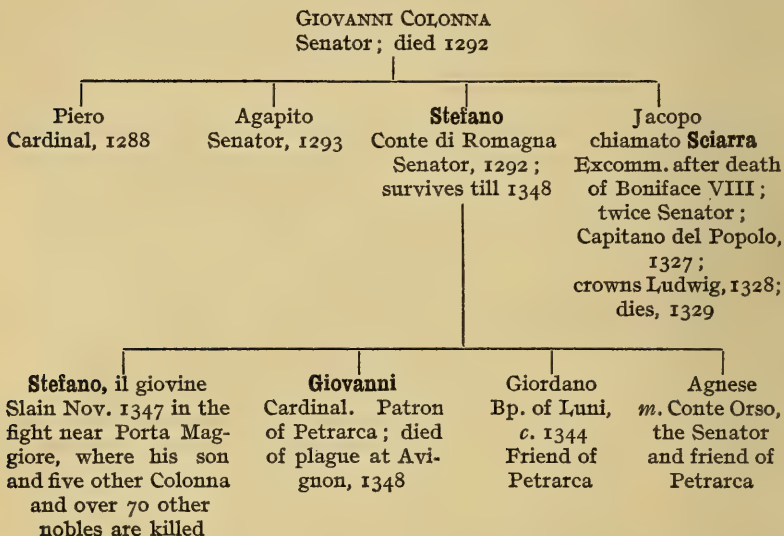 GIOVANNI COLONNA
Senator; died 1292
Piero
Cardinal, 1288
Agapito
Senator, 1293
Stefano
Conte di Romagna
Senator, 1292;
survives till 1348
Jacopo
chiamato Sciarra
Excomm. after death
of Boniface VIII;
twice Senator;
Capitano del Popolo,
1327;
crowns Ludwig, 1328;
dies, 1329
Stefano, il giovine
Slain Nov. 1347 in the
fight near Porta Mag-
giore, where his son
and five other Colonna
and over 70 other
nobles are killed
Giovanni
Cardinal. Patron
of Petrarca; died
of plague at Avi-
gnon, 1348
Giordano
Bp. of Luni,
c. 1344
Friend of
Petrarca
Agnese
m. Conte Orso,
the Senator
and friend of
Petrarca